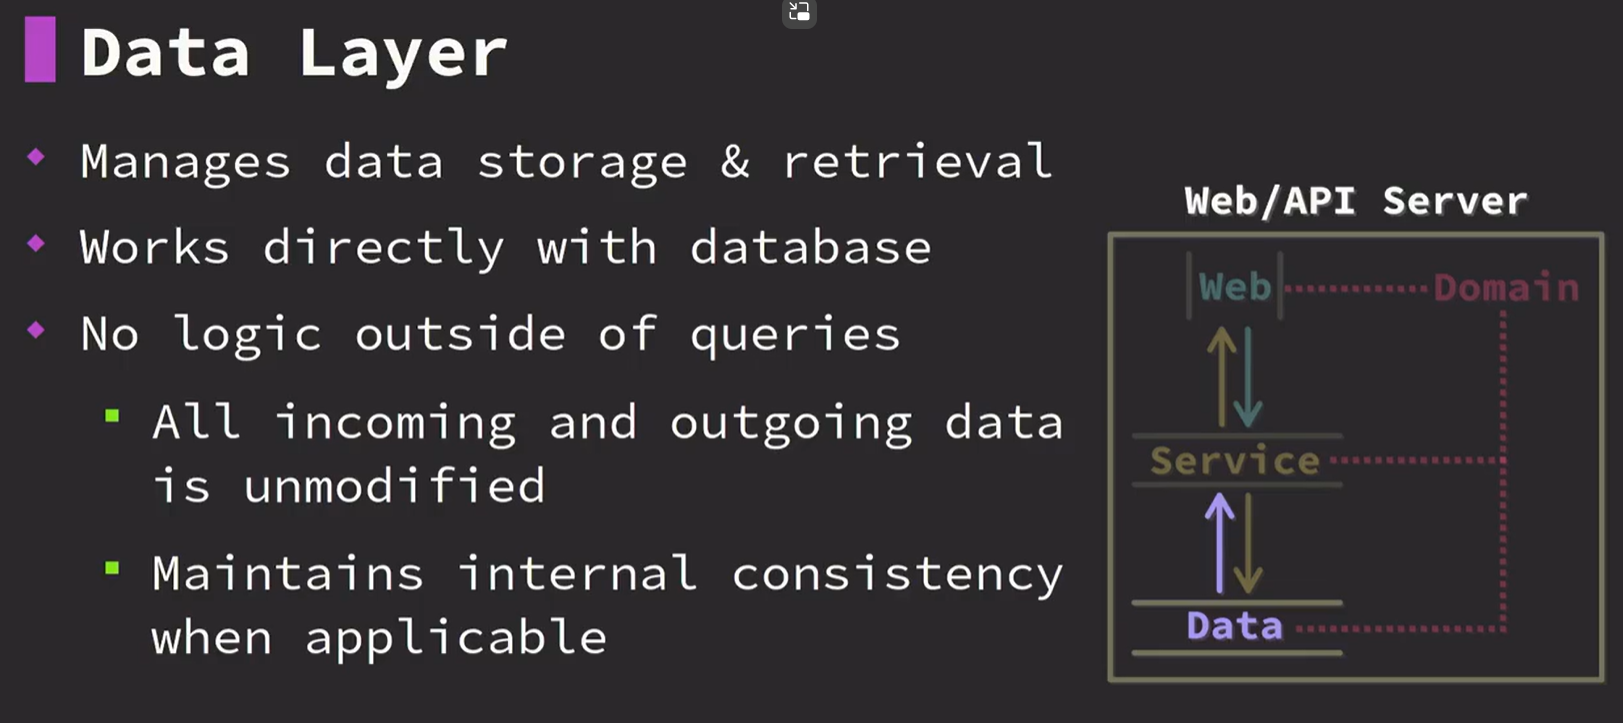 Data Layer
Manages data storage & retrieval
Works directly with database
No logic outside of queries
All incoming and outgoing data
is unmodified
Maintains internal consistency
when applicable
Web/API Server
Web
Domain
Service
Data